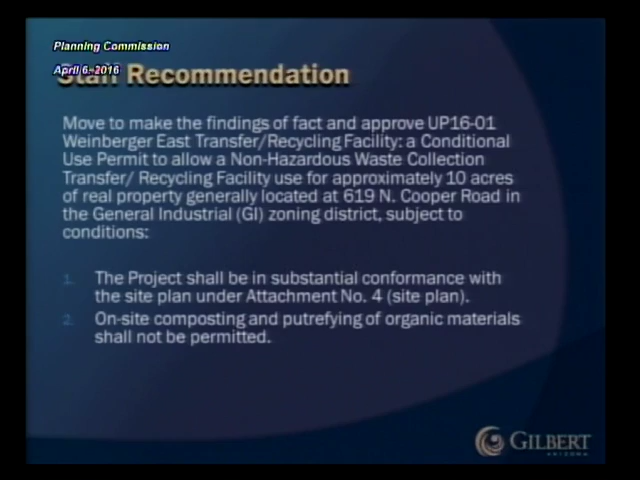 Planning Commission
April 6, 2016
Staff Recommendation
Move to make the findings of fact and approve UP16-01
Weinberger East Transfer/Recycling Facility: a Conditional
Use Permit to allow a Non-Hazardous Waste Collection
Transfer/ Recycling Facility use for approximately 10 acres
of real property generally located at 619 N. Cooper Road in
the General Industrial (GI) zoning district, subject to
conditions:
1. The Project shall be in substantial conformance with
the site plan under Attachment No. 4 (site plan).
2. On-site composting and putrefying of organic materials
shall not be permitted.
GILBERT
ARIZONA